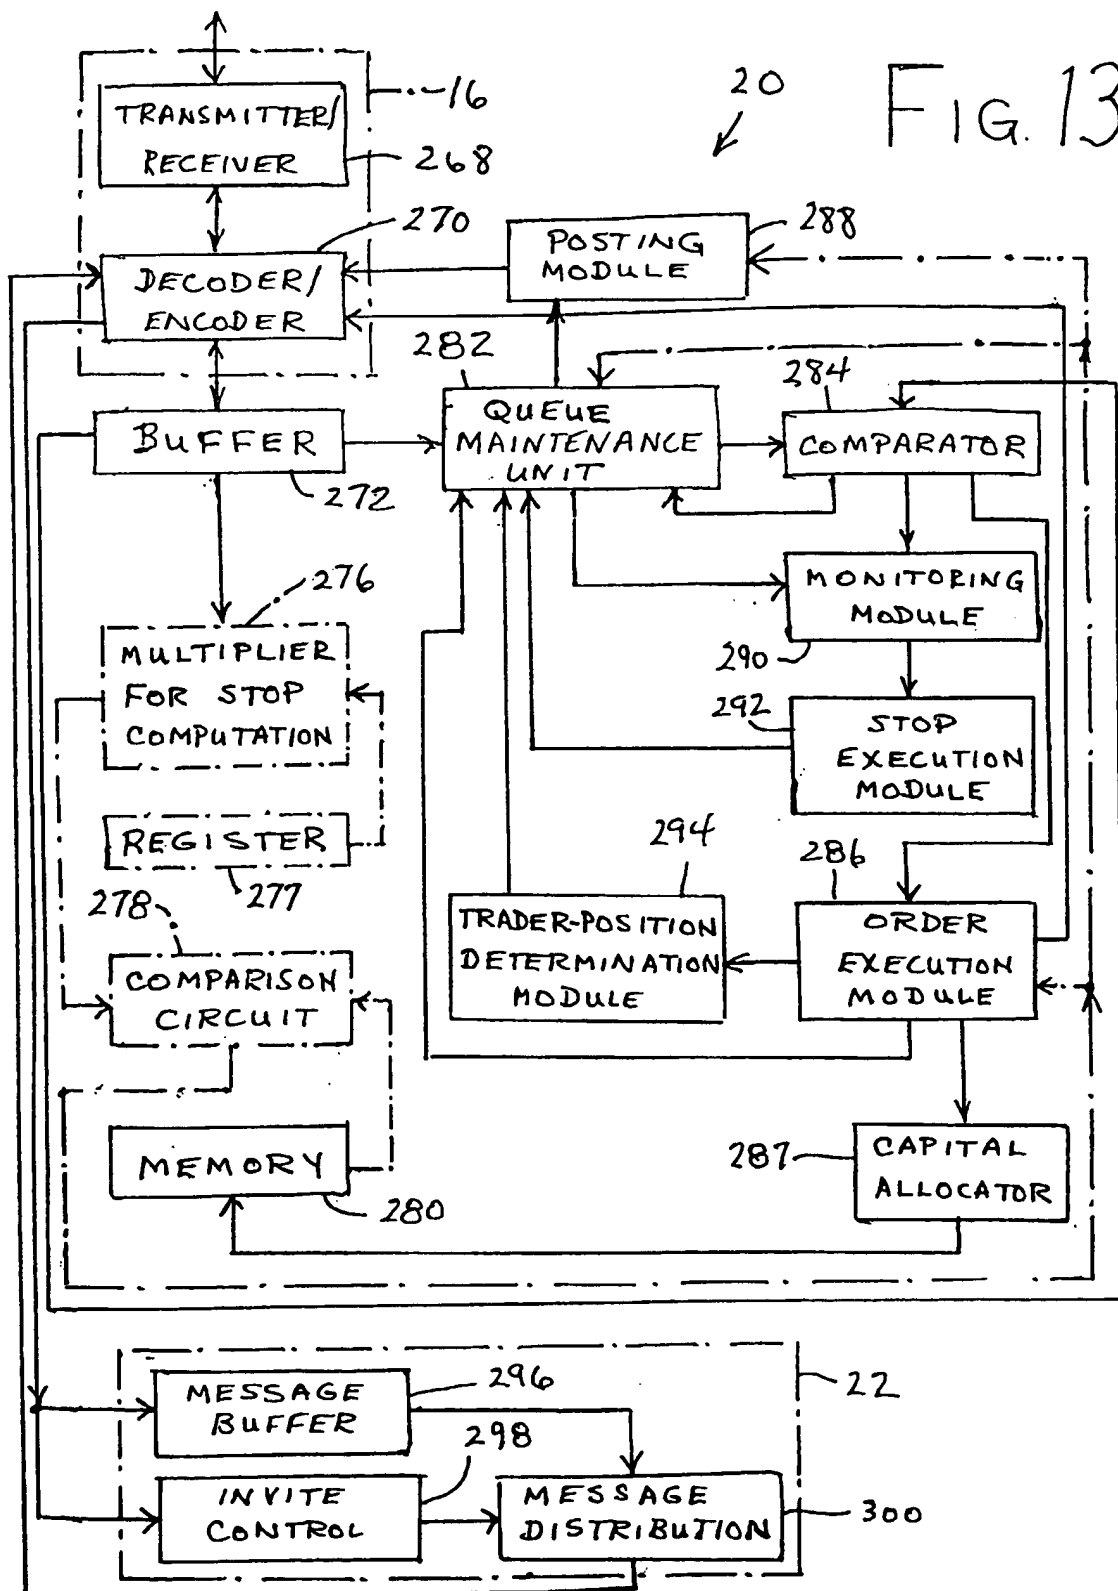 FIG. 13
20
16
TRANSMITTER/
RECEIVER
268
270
DECODER/
ENCODER
288
POSTING
MODULE
282
284
BUFFER
272
QUEUE
MAINTENANCE
UNIT
COMPARATOR
276
MULTIPLIER
FOR STOP
COMPUTATION
MONITORING
MODULE
290
292
STOP
EXECUTION
MODULE
REGISTER
277
294
286
278
TRADER-POSITION
DETERMINATION
MODULE
ORDER
EXECUTION
MODULE
COMPARISON
CIRCUIT
MEMORY
280
287
CAPITAL
ALLOCATOR
MESSAGE
BUFFER
296
22
298
INVITE
CONTROL
MESSAGE
DISTRIBUTION
300